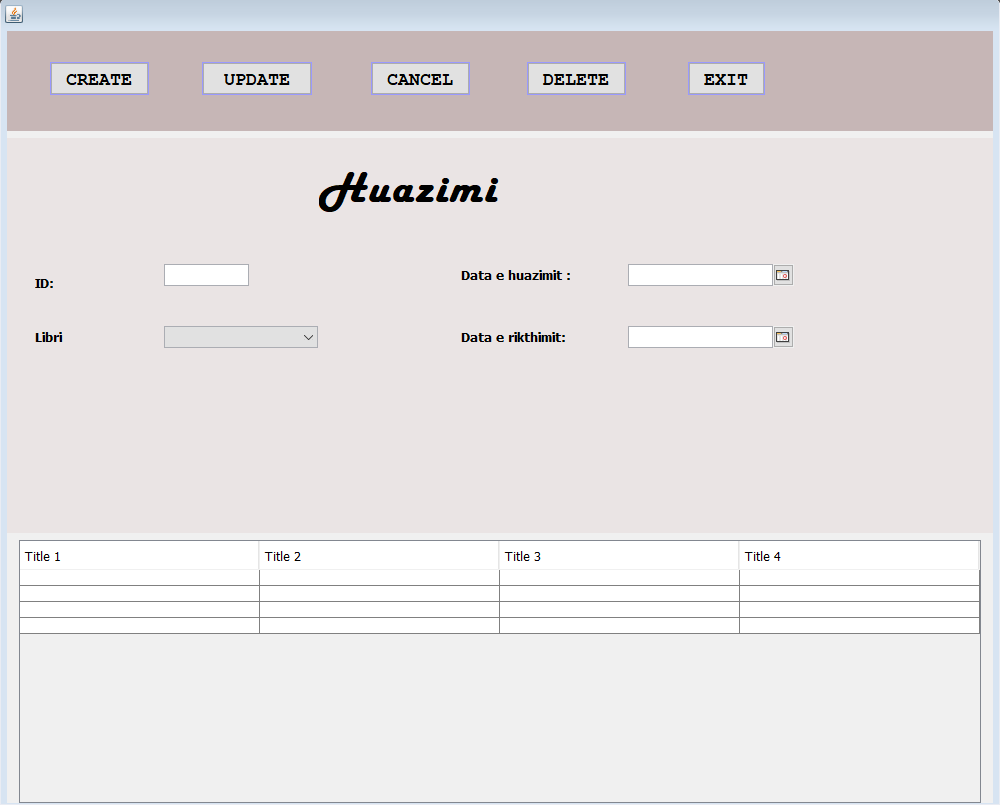 CREATE UPDATE CANCEL DELETE EXIT
Huazimi
ID: Data e huazimit :
Libri Data e rikthimit:
Title 1 Title 2 Title 3 Title 4